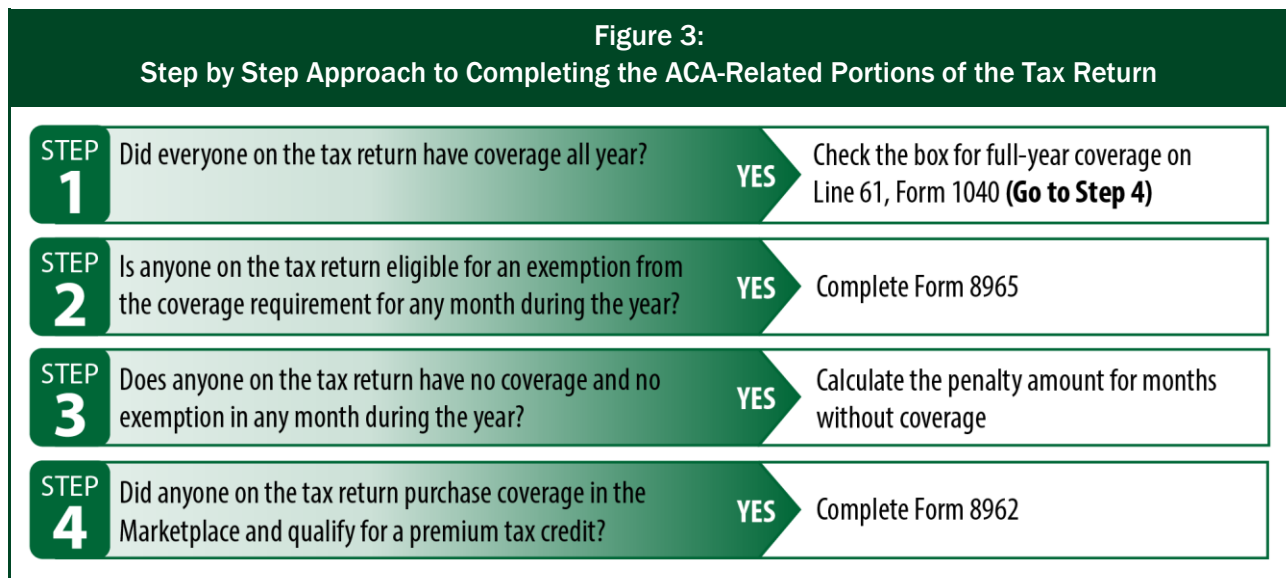 Figure 3:
Step by Step Approach to Completing the ACA-Related Portions of the Tax Return
STEP
1
Did everyone on the tax return have coverage all year?
YES
Check the box for full-year coverage on
Line 61, Form 1040 (Go to Step 4)
STEP
2
Is anyone on the tax return eligible for an exemption from
the coverage requirement for any month during the year?
YES
Complete Form 8965
STEP
3
Does anyone on the tax return have no coverage and no
exemption in any month during the year?
YES
Calculate the penalty amount for months
without coverage
STEP
4
Did anyone on the tax return purchase coverage in the
Marketplace and qualify for a premium tax credit?
YES
Complete Form 8962